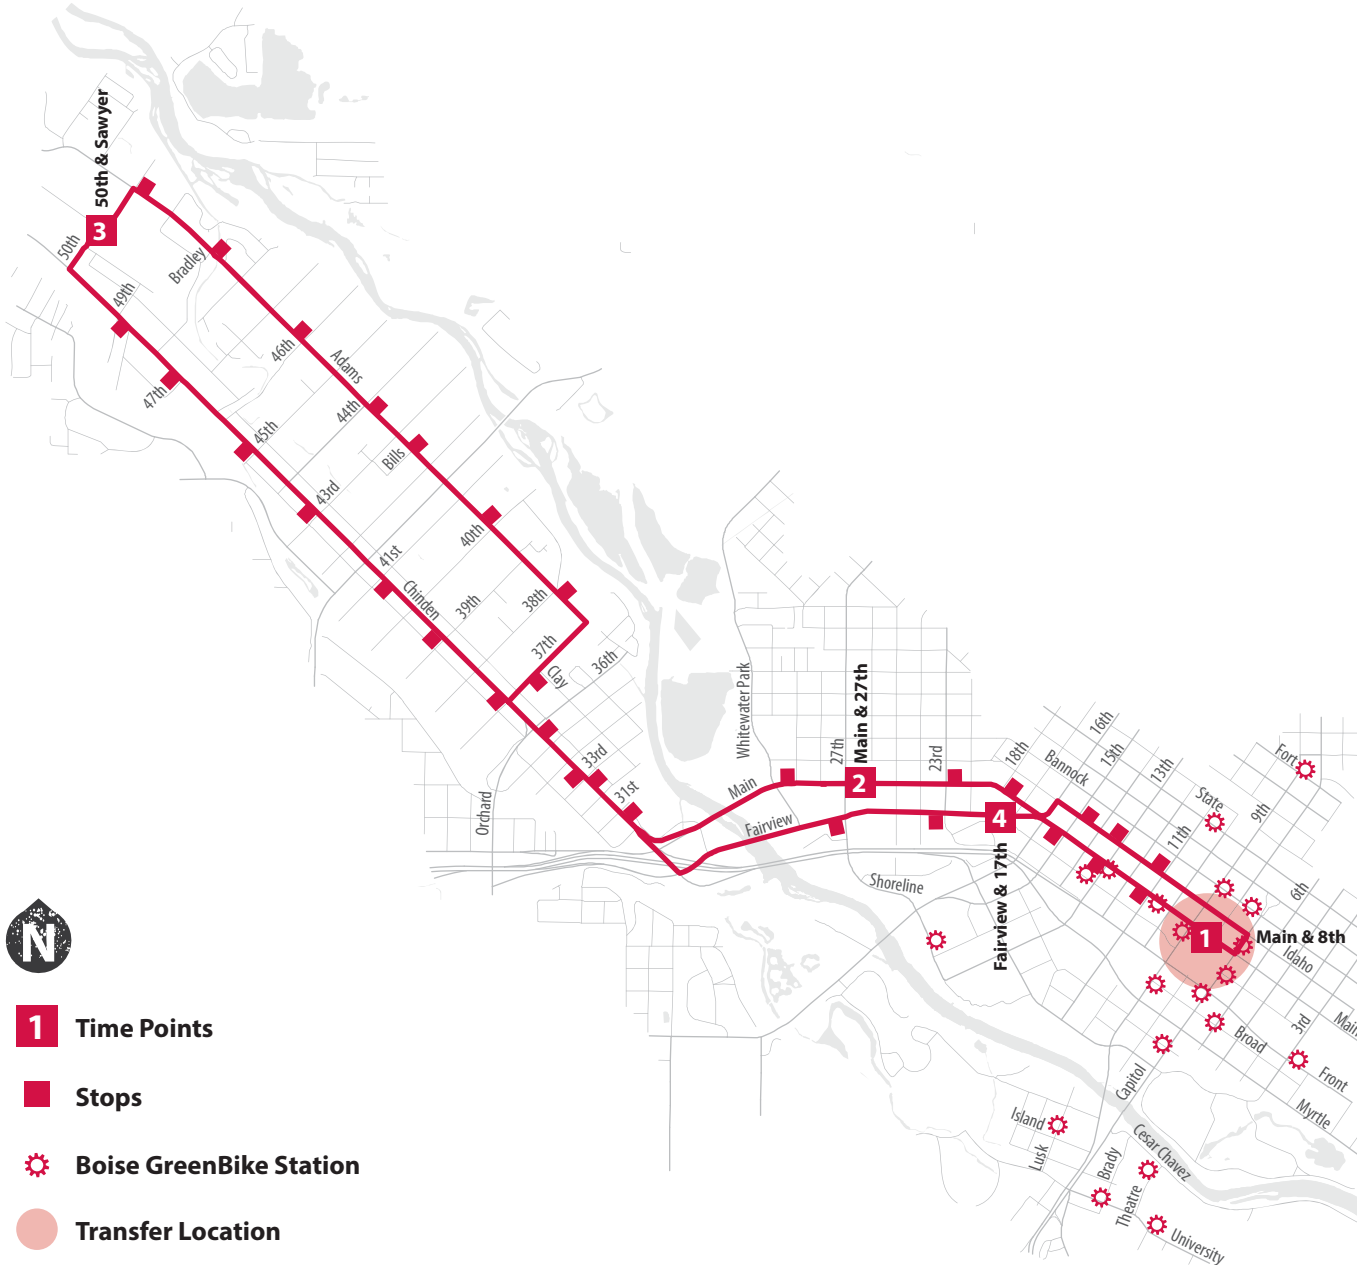 50th & Sawyer
3
50th
49th
Bradley
47th
46th
Adams
44th
45th
Bills
43rd
40th
41st
Chinden
39th
38th
37th
Clay
36th
33rd
31st
Orchard
Whitewater Park
Main
Fairview
27th
Main & 27th
2
23rd
18th
4
Fairview & 17th
Shoreline
Bannock
16th
15th
13th
State
11th
9th
Fort
6th
1
Main & 8th
Idaho
Main
3rd
Broad
Front
Myrtle
Capitol
Cesar Chavez
Island
Lusk
Brady
Theatre
University
N
1 Time Points
Stops
Boise GreenBike Station
Transfer Location